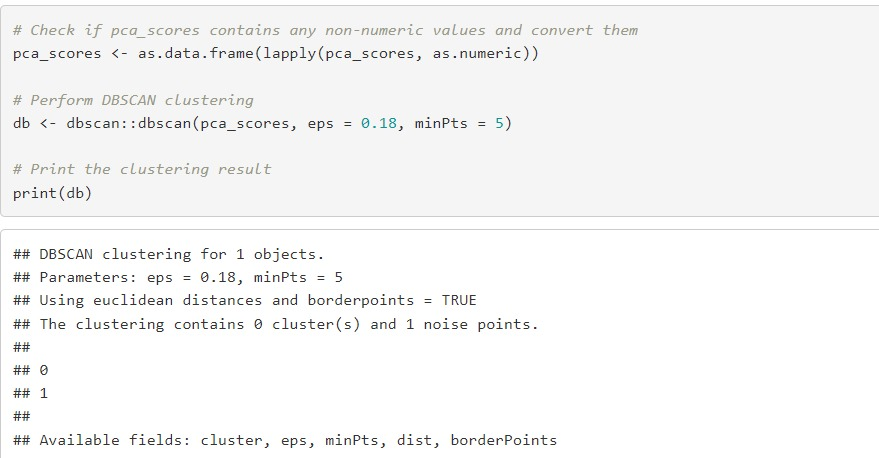 # Check if pca_scores contains any non-numeric values and convert them
pca_scores <- as.data.frame(lapply(pca_scores, as.numeric))
# Perform DBSCAN clustering
db <- dbscan::dbscan(pca_scores, eps = 0.18, minPts = 5)
# Print the clustering result
print(db)
## DBSCAN clustering for 1 objects.
## Parameters: eps = 0.18, minPts = 5
## Using euclidean distances and borderpoints = TRUE
## The clustering contains 0 cluster(s) and 1 noise points.
##
## 0
## 1
##
## Available fields: cluster, eps, minPts, dist, borderPoints